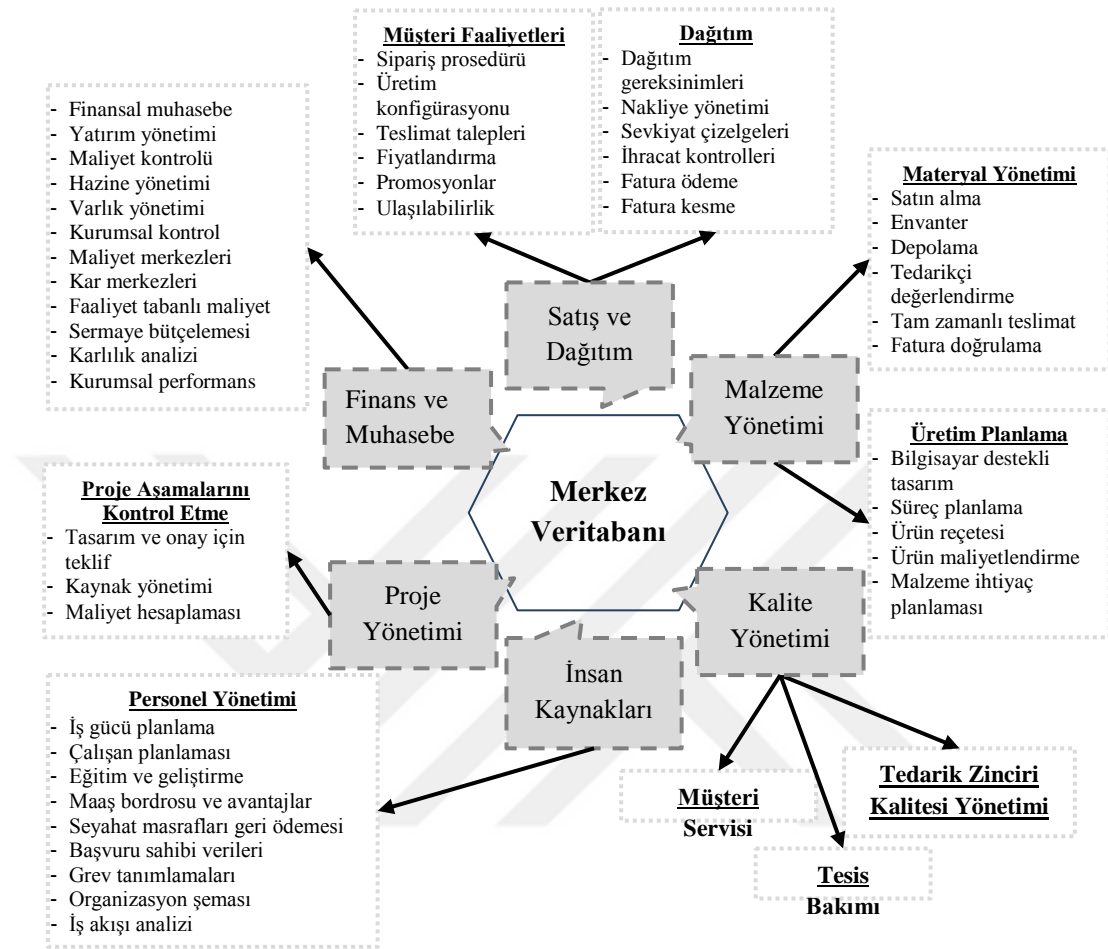 Müşteri Faaliyetleri
- Sipariş prosedürü
- Üretim
konfigürasyonu
- Teslimat talepleri
- Fiyatlandırma
- Promosyonlar
- Ulaşılabilirlik
Dağıtım
- Dağıtım
gereksinimleri
- Nakliye yönetimi
- Sevkiyat çizelgeleri
- İhracat kontrolleri
- Fatura ödeme
- Fatura kesme
- Finansal muhasebe
- Yatırım yönetimi
- Maliyet kontrolü
- Hazine yönetimi
- Varlık yönetimi
- Kurumsal kontrol
- Maliyet merkezleri
- Kar merkezleri
- Faaliyet tabanlı maliyet
- Sermaye bütçelemesi
- Karlılık analizi
- Kurumsal performans
Materyal Yönetimi
- Satın alma
- Envanter
- Depolama
- Tedarikçi
değerlendirme
- Tam zamanlı teslimat
- Fatura doğrulama
Satış ve
Dağıtım
Finans ve
Muhasebe
Malzeme
Yönetimi
Merkez
Veritabanı
Üretim Planlama
- Bilgisayar destekli
tasarım
- Süreç planlama
- Ürün reçetesi
- Ürün maliyetlendirme
- Malzeme ihtiyaç
planlaması
Proje Aşamalarını
Kontrol Etme
- Tasarım ve onay için
teklif
- Kaynak yönetimi
- Maliyet hesaplaması
Proje
Yönetimi
Kalite
Yönetimi
İnsan
Kaynakları
Personel Yönetimi
- İş gücü planlama
- Çalışan planlaması
- Eğitim ve geliştirme
- Maaş bordrosu ve avantajlar
- Seyahat masrafları geri ödemesi
- Başvuru sahibi verileri
- Grev tanımlamaları
- Organizasyon şeması
- İş akışı analizi
Müşteri
Servisi
Tedarik Zinciri
Kalitesi Yönetimi
Tesis
Bakımı